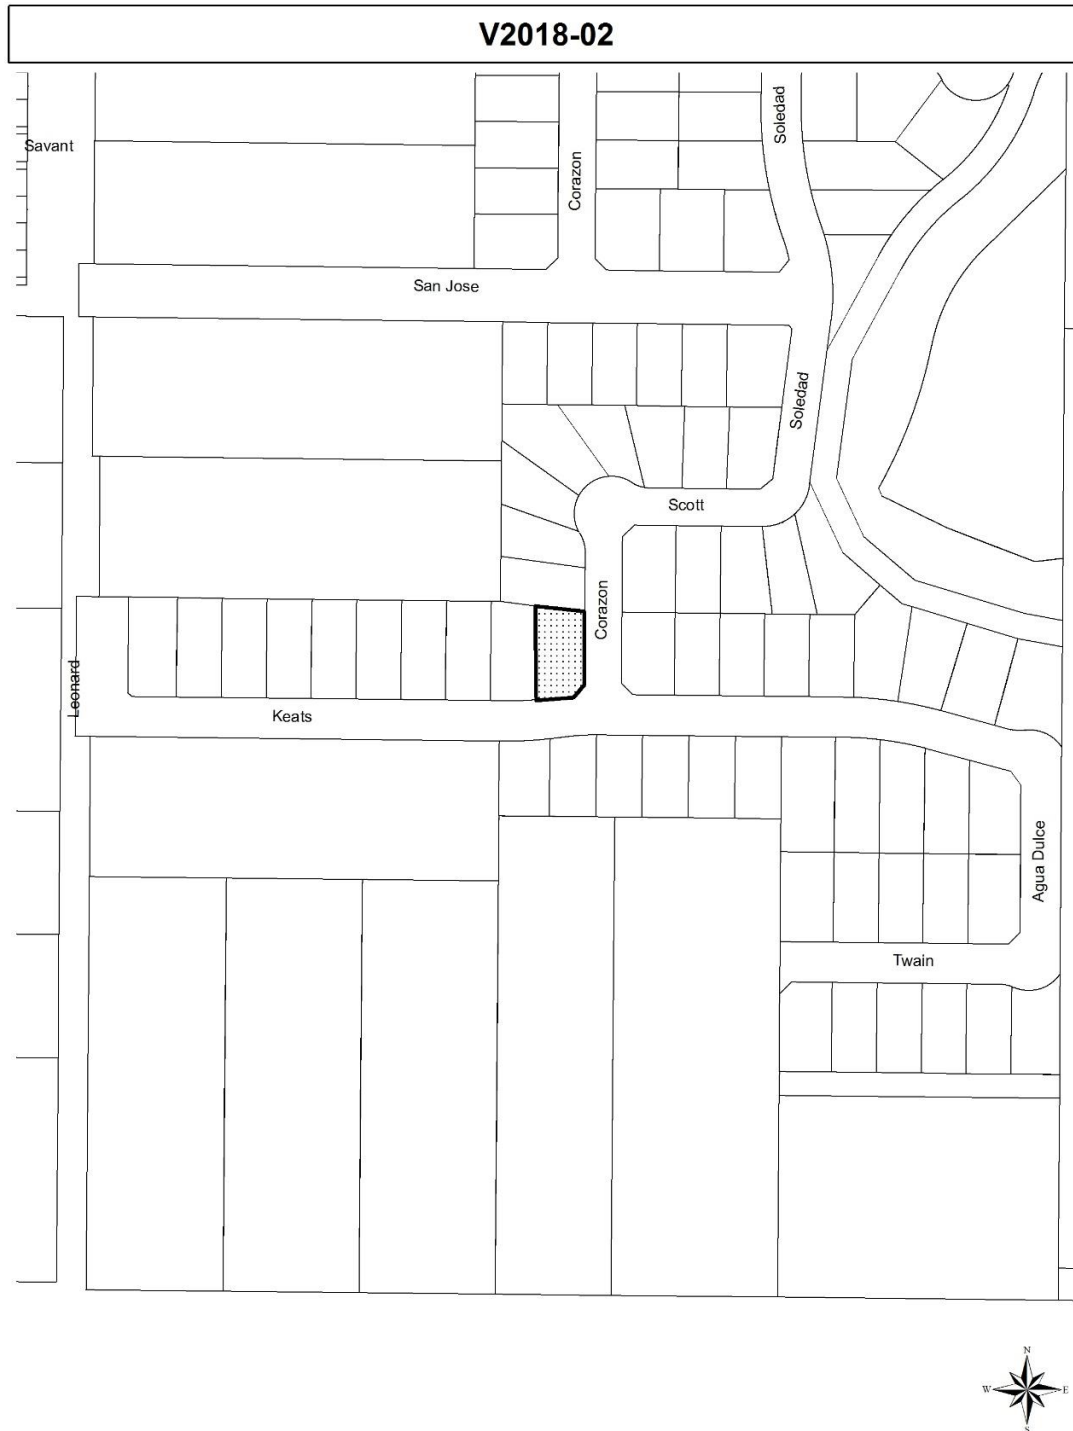 V2018-02
Savant
Corazon
Soledad
San Jose
Soledad
Scott
Corazon
Leonard
Keats
Agua Dulce
Twain
N
W
E
S